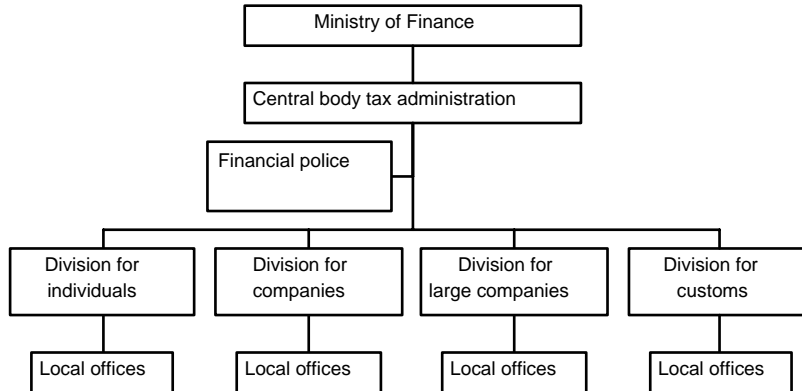 Ministry of Finance
Central body tax administration
Financial police
Division for
individuals
Division for
companies
Division for
large companies
Division for
customs
Local offices
Local offices
Local offices
Local offices